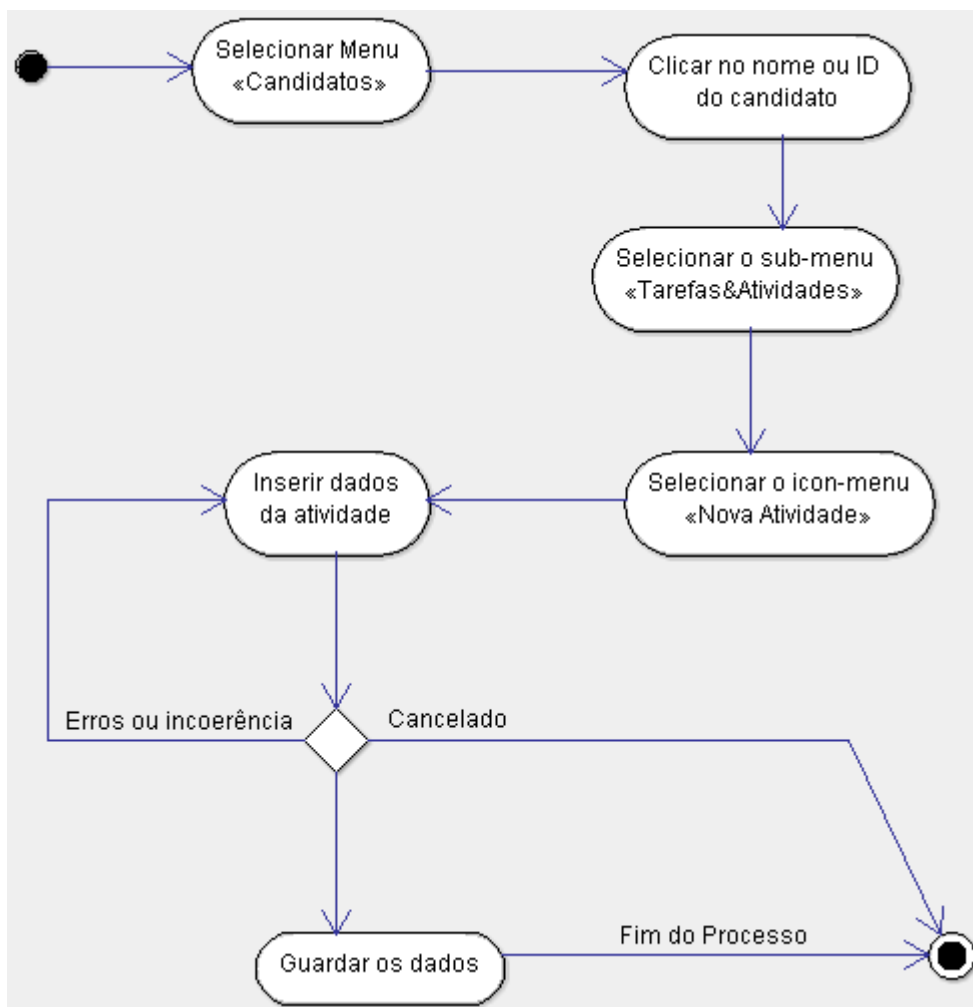 Selecionar Menu
«Candidatos»
Clicar no nome ou ID
do candidato
Selecionar o sub-menu
«Tarefas&Atividades»
Selecionar o icon-menu
«Nova Atividade»
Inserir dados
da atividade
Erros ou incoerência
Cancelado
Guardar os dados
Fim do Processo